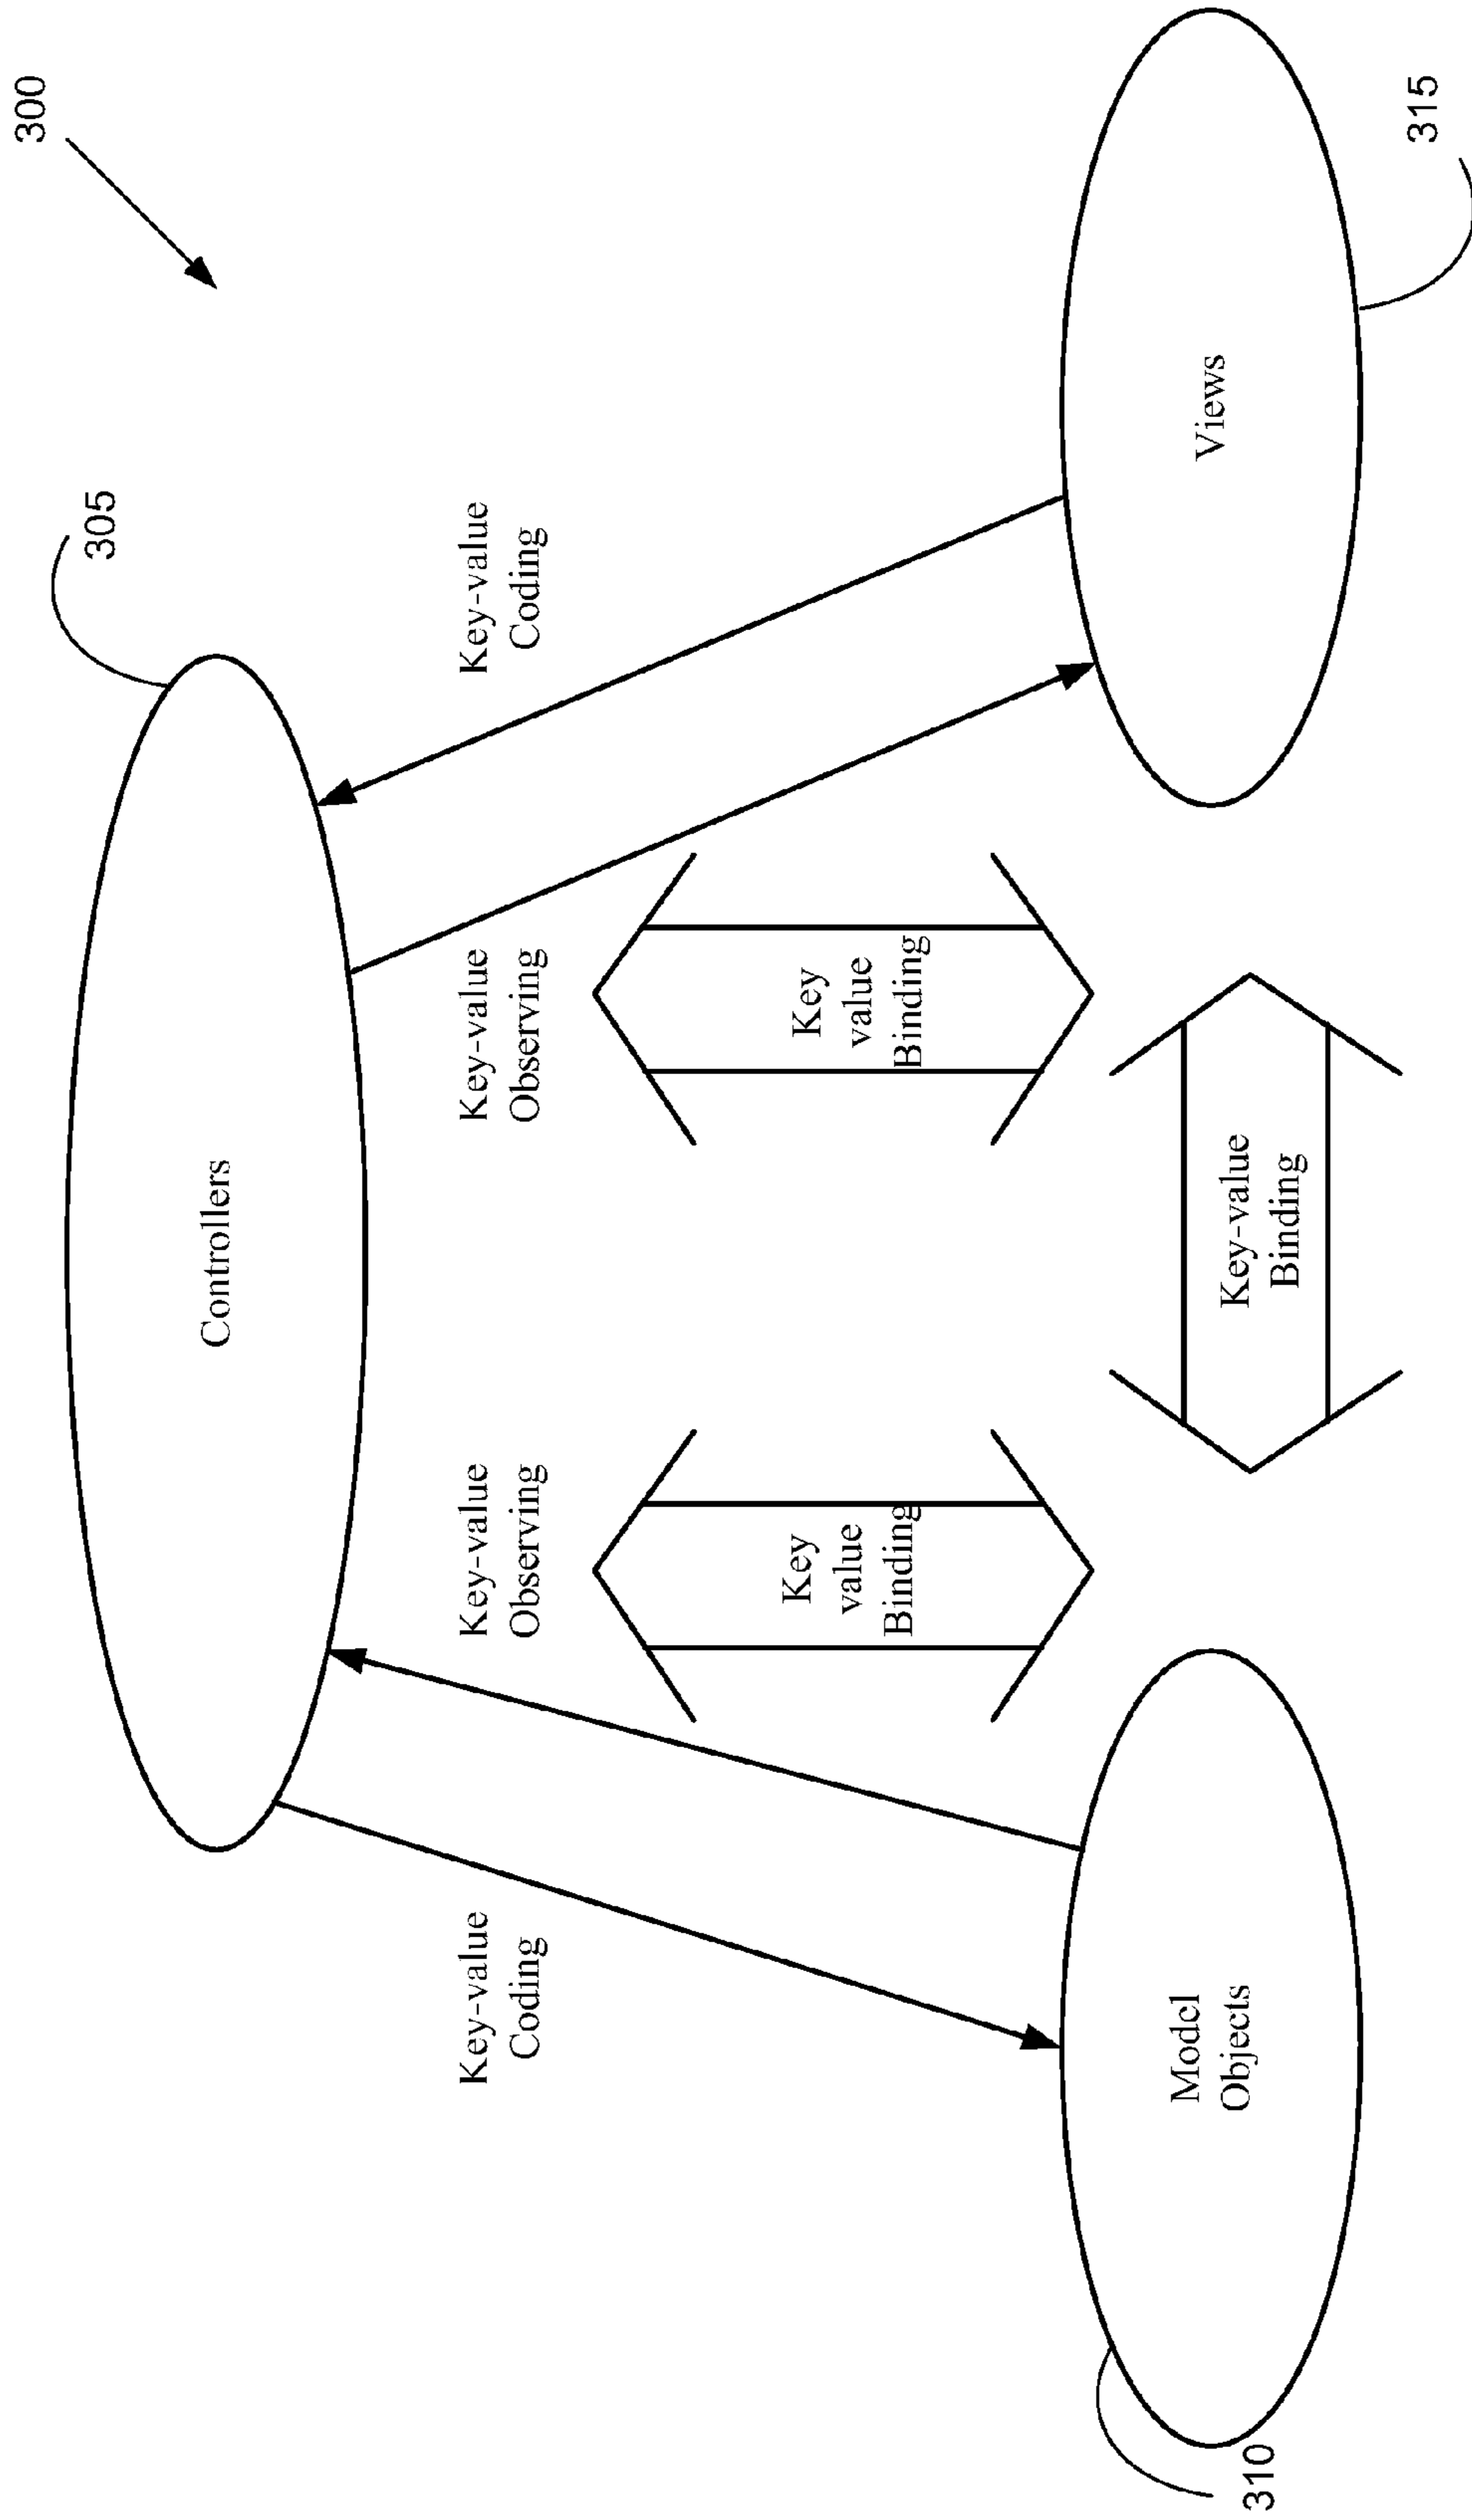 300
305
Controllers
Key-value
Coding
Key-value
Observing
Key-value
Observing
Key-value
Coding
Key
value
Binding
Key
value
Binding
Model
Objects
Key-value
Binding
Views
310
315